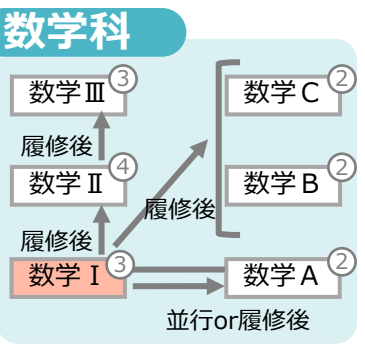 数学科
数学Ⅲ ③
数学C ②
履修後
数学Ⅱ ④
数学B ②
履修後
履修後
数学Ⅰ ③
数学A ②
並行or履修後